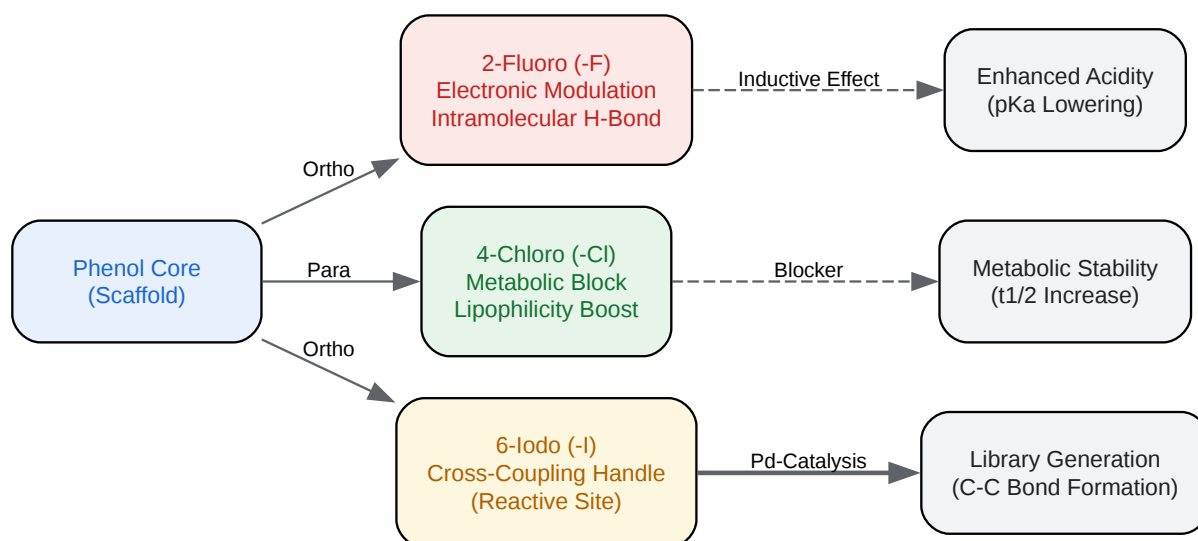 Phenol Core
(Scaffold)
Ortho
2-Fluoro (-F)
Electronic Modulation
Intramolecular H-Bond
Inductive Effect
Enhanced Acidity
(pKa Lowering)
Para
4-Chloro (-Cl)
Metabolic Block
Lipophilicity Boost
Blocker
Metabolic Stability
(t1/2 Increase)
Ortho
6-Iodo (-I)
Cross-Coupling Handle
(Reactive Site)
Pd-Catalysis
Library Generation
(C-C Bond Formation)